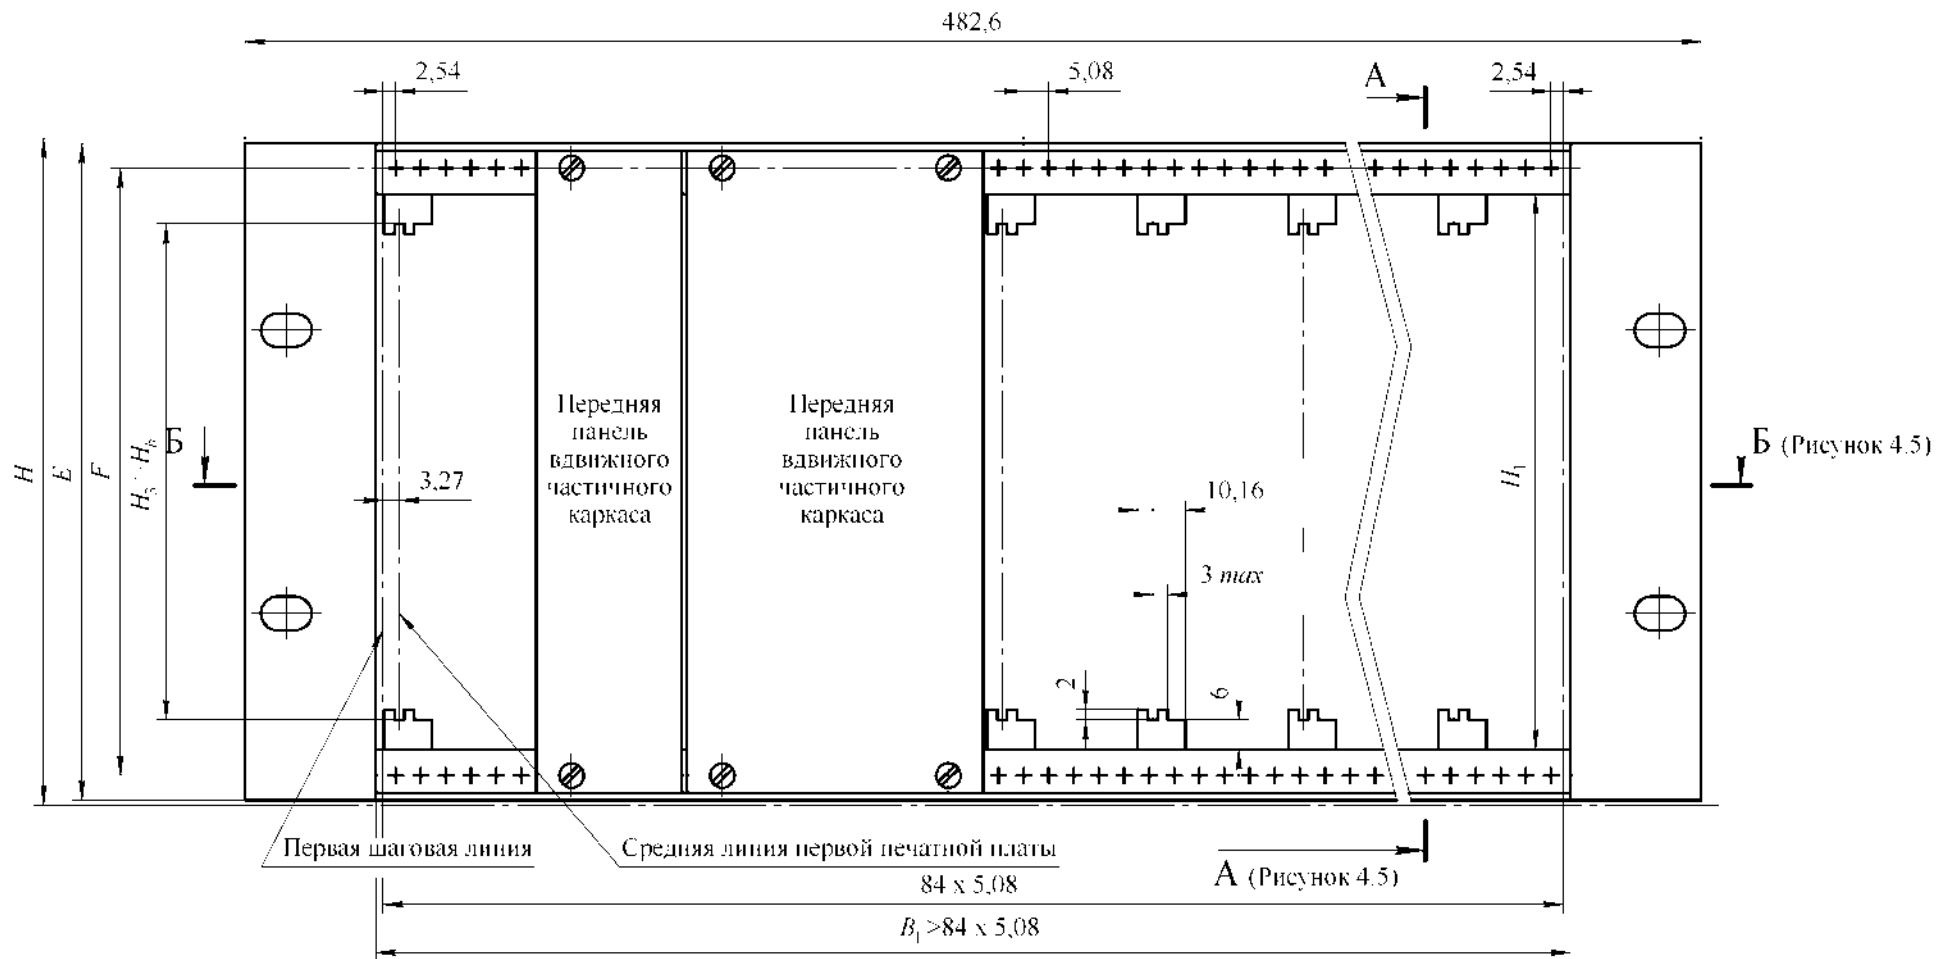 482,6
2,54
5,08
А
2,54
Передняя
панель
вдвижного
частичного
каркаса
Передняя
панель
вдвижного
частичного
каркаса
Б
Б (Рисунок 4.5)
H
E
F
3,27
H₁
10,16
3 max
2
6
Первая шаговая линия
Средняя линия первой печатной платы
А (Рисунок 4.5)
84 x 5,08
B₁ >84 x 5,08